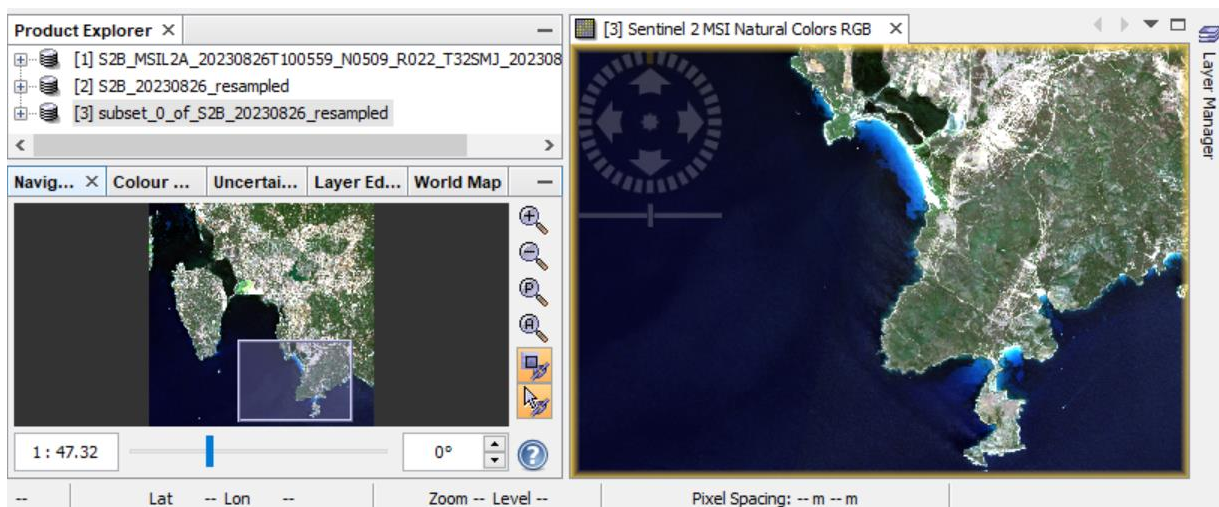 Product Explorer
[1] S2B_MSIL2A_20230826T100559_N0509_R022_T32SMJ_202308
[2] S2B_20230826_resampled
[3] subset_0_of_S2B_20230826_resampled
Navig... Colour ... Uncertai... Layer Ed... World Map
1 : 47.32
0°
[3] Sentinel 2 MSI Natural Colors RGB
Layer Manager
-- Lat -- Lon -- Zoom -- Level -- Pixel Spacing: -- m -- m